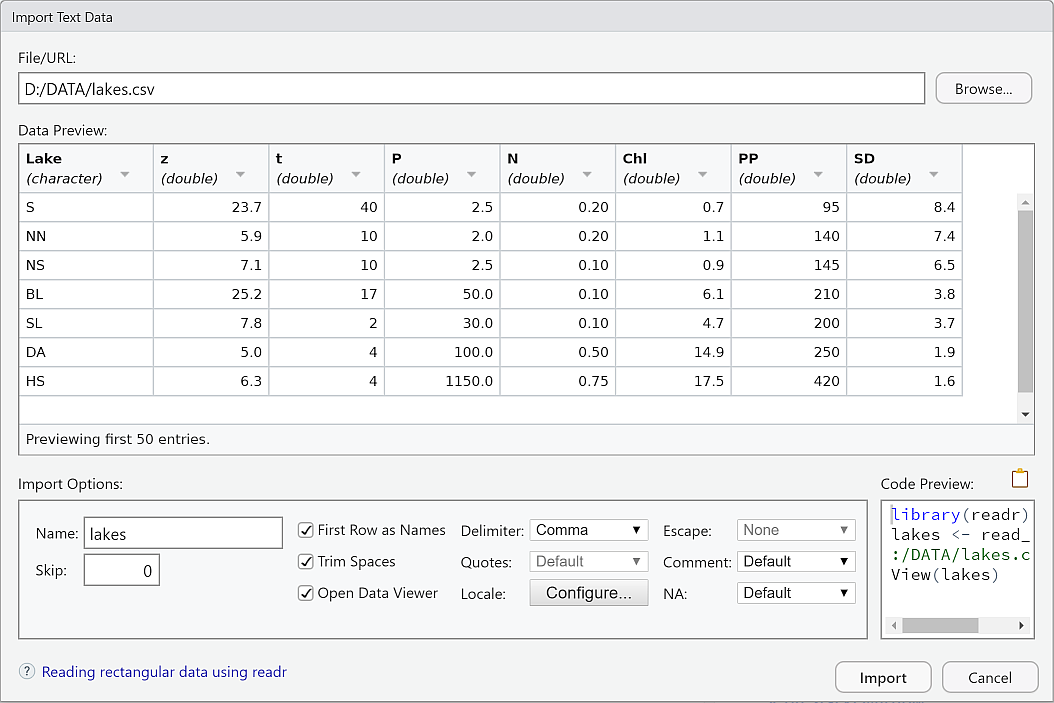 Import Text Data
File/URL:
D:/DATA/lakes.csv
Browse...
Data Preview:
Lake z t P N Chl PP SD
(character) (double) (double) (double) (double) (double) (double) (double)
S 23.7 40 2.5 0.20 0.7 95 8.4
NN 5.9 10 2.0 0.20 1.1 140 7.4
NS 7.1 10 2.5 0.10 0.9 145 6.5
BL 25.2 17 50.0 0.10 6.1 210 3.8
SL 7.8 2 30.0 0.10 4.7 200 3.7
DA 5.0 4 100.0 0.50 14.9 250 1.9
HS 6.3 4 1150.0 0.75 17.5 420 1.6
Previewing first 50 entries.
Import Options:
Name: lakes
Skip: 0
First Row as Names
Trim Spaces
Open Data Viewer
Delimiter: Comma
Quotes: Default
Locale: Configure...
Escape: None
Comment: Default
NA: Default
Code Preview:
library(readr)
lakes <- read_
:/DATA/lakes.c
View(lakes)
? Reading rectangular data using readr
Import
Cancel